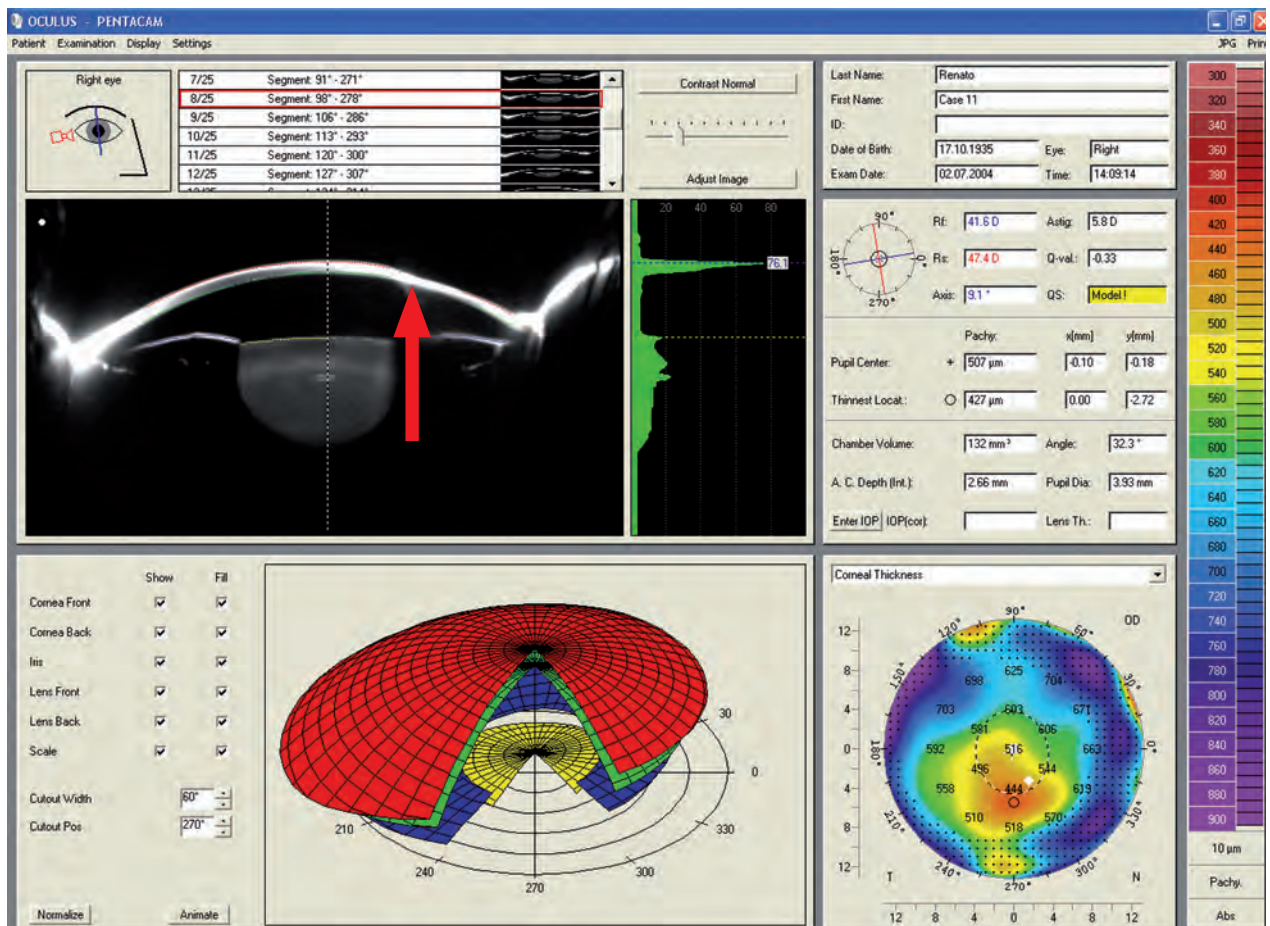 OCULUS - PENTACAM
Patient Examination Display Settings
JPG Print
Right eye
7/25 Segment: 91° - 271°
8/25 Segment: 98° - 278°
9/25 Segment: 106° - 286°
10/25 Segment: 113° - 293°
11/25 Segment: 120° - 300°
12/25 Segment: 127° - 307°
Contrast Normal
Adjust Image
Last Name: Renato
First Name: Case 11
ID:
Date of Birth: 17.10.1935 Eye: Right
Exam Date: 02.07.2004 Time: 14:09:14
20 40 60 80
76.1
90°
180° 0°
270°
Rf: 41.6 D Astig: 5.8 D
Rs: 47.4 D Q-val.: -0.33
Axis: 9.1 ° QS: Model !
Pachy: x[mm] y[mm]
Pupil Center: + 507 µm -0.10 -0.18
Thinnest Locat.: O 427 µm 0.00 -2.72
Chamber Volume: 132 mm³ Angle: 32.3 °
A. C. Depth (Int.): 2.66 mm Pupil Dia: 3.93 mm
Enter IOP IOP(cor): Lens Th.:
Show Fill
Cornea Front
Cornea Back
Iris
Lens Front
Lens Back
Scale
Cutout Width 60°
Cutout Pos 270°
Normalize Animate
30
0
330
300
270
240
210
Corneal Thickness
OD
90°
120° 60°
150° 30°
180° 0°
210° 330°
240° 300°
270°
12
8
4
0
4
8
12
625
698 704
703 603 671
581 606
592 516 663
496 544
558 444 619
510 570
518
T N
12 8 4 0 4 8 12
300
320
340
360
380
400
420
440
460
480
500
520
540
560
580
600
620
640
660
680
700
720
740
760
780
800
820
840
860
880
900
10 µm
Pachy.
Abs